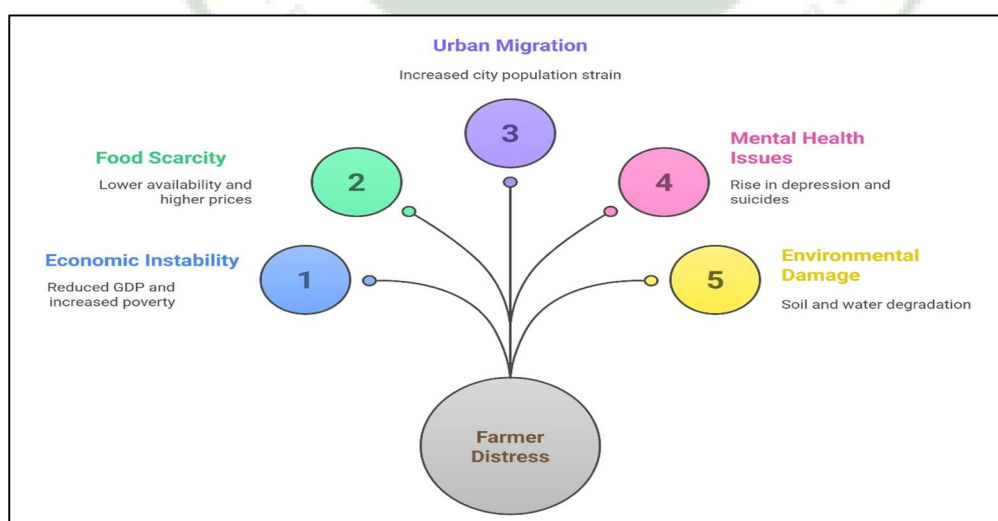 Urban Migration
Increased city population strain
3
Food Scarcity
Lower availability and
higher prices
2
Mental Health
Issues
Rise in depression and
suicides
4
Economic Instability
Reduced GDP and
increased poverty
1
Environmental
Damage
Soil and water degradation
5
Farmer
Distress